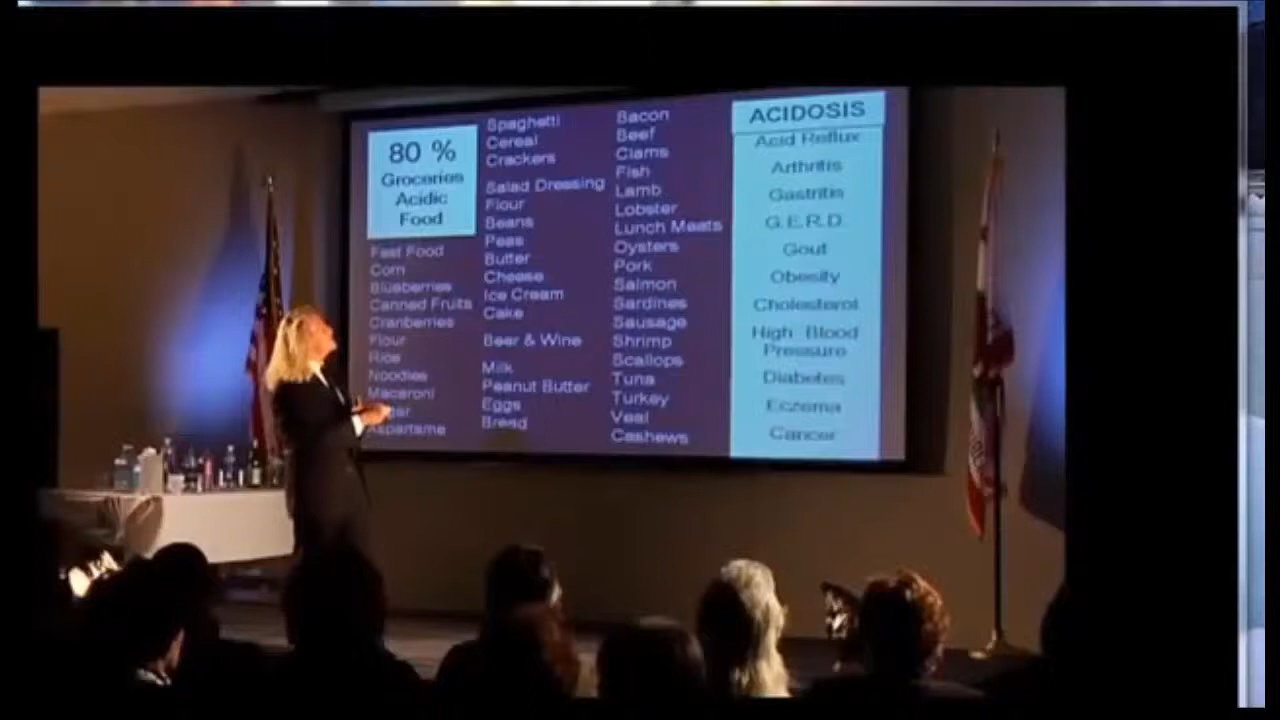 80 %
Groceries
Acidic
Food
Fast Food
Corn
Blueberries
Canned Fruits
Cranberries
Flour
Rice
Noodles
Macaroni
Aspartame
Spaghetti
Cereal
Crackers
Salad Dressing
Flour
Beans
Peas
Butter
Cheese
Ice Cream
Cake
Beer & Wine
Milk
Peanut Butter
Eggs
Bread
Bacon
Beef
Clams
Fish
Lamb
Lobster
Lunch Meats
Oysters
Pork
Salmon
Sardines
Sausage
Shrimp
Scallops
Tuna
Turkey
Veal
Cashews
ACIDOSIS
Acid Reflux
Arthritis
Gastritis
G.E.R.D.
Gout
Obesity
Cholesterol
High Blood
Pressure
Diabetes
Eczema
Cancer